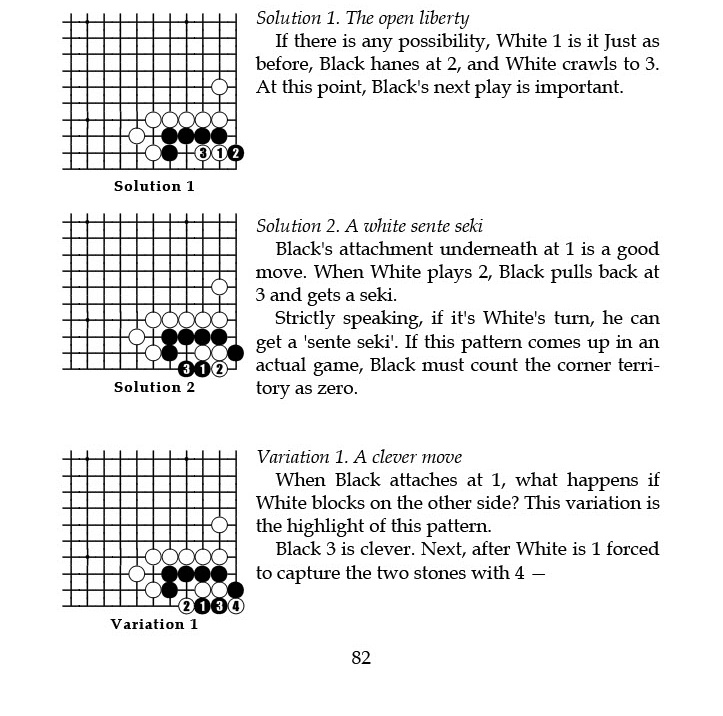 Solution 1. The open liberty
If there is any possibility, White 1 is it Just as
before, Black hanes at 2, and White crawls to 3.
At this point, Black's next play is important.
3 1 2
Solution 1
Solution 2. A white sente seki
Black's attachment underneath at 1 is a good
move. When White plays 2, Black pulls back at
3 and gets a seki.
Strictly speaking, if it's White's turn, he can
get a 'sente seki'. If this pattern comes up in an
actual game, Black must count the corner terri-
tory as zero.
3 1 2
Solution 2
Variation 1. A clever move
When Black attaches at 1, what happens if
White blocks on the other side? This variation is
the highlight of this pattern.
Black 3 is clever. Next, after White is 1 forced
to capture the two stones with 4 —
2 1 3 4
Variation 1
82